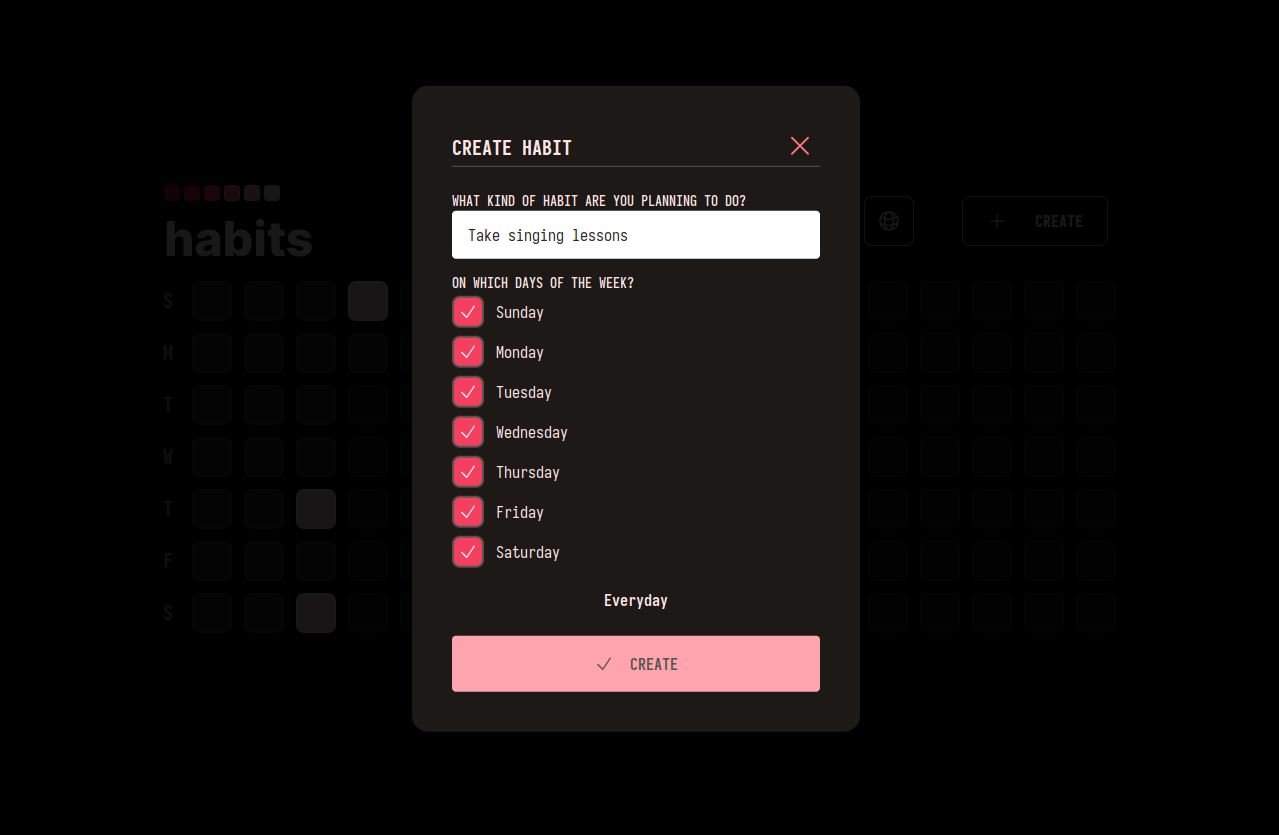 CREATE HABIT
habits
CREATE
WHAT KIND OF HABIT ARE YOU PLANNING TO DO?
Take singing lessons
ON WHICH DAYS OF THE WEEK?
Sunday
Monday
Tuesday
Wednesday
Thursday
Friday
Saturday
Everyday
CREATE
S
M
T
W
T
F
S